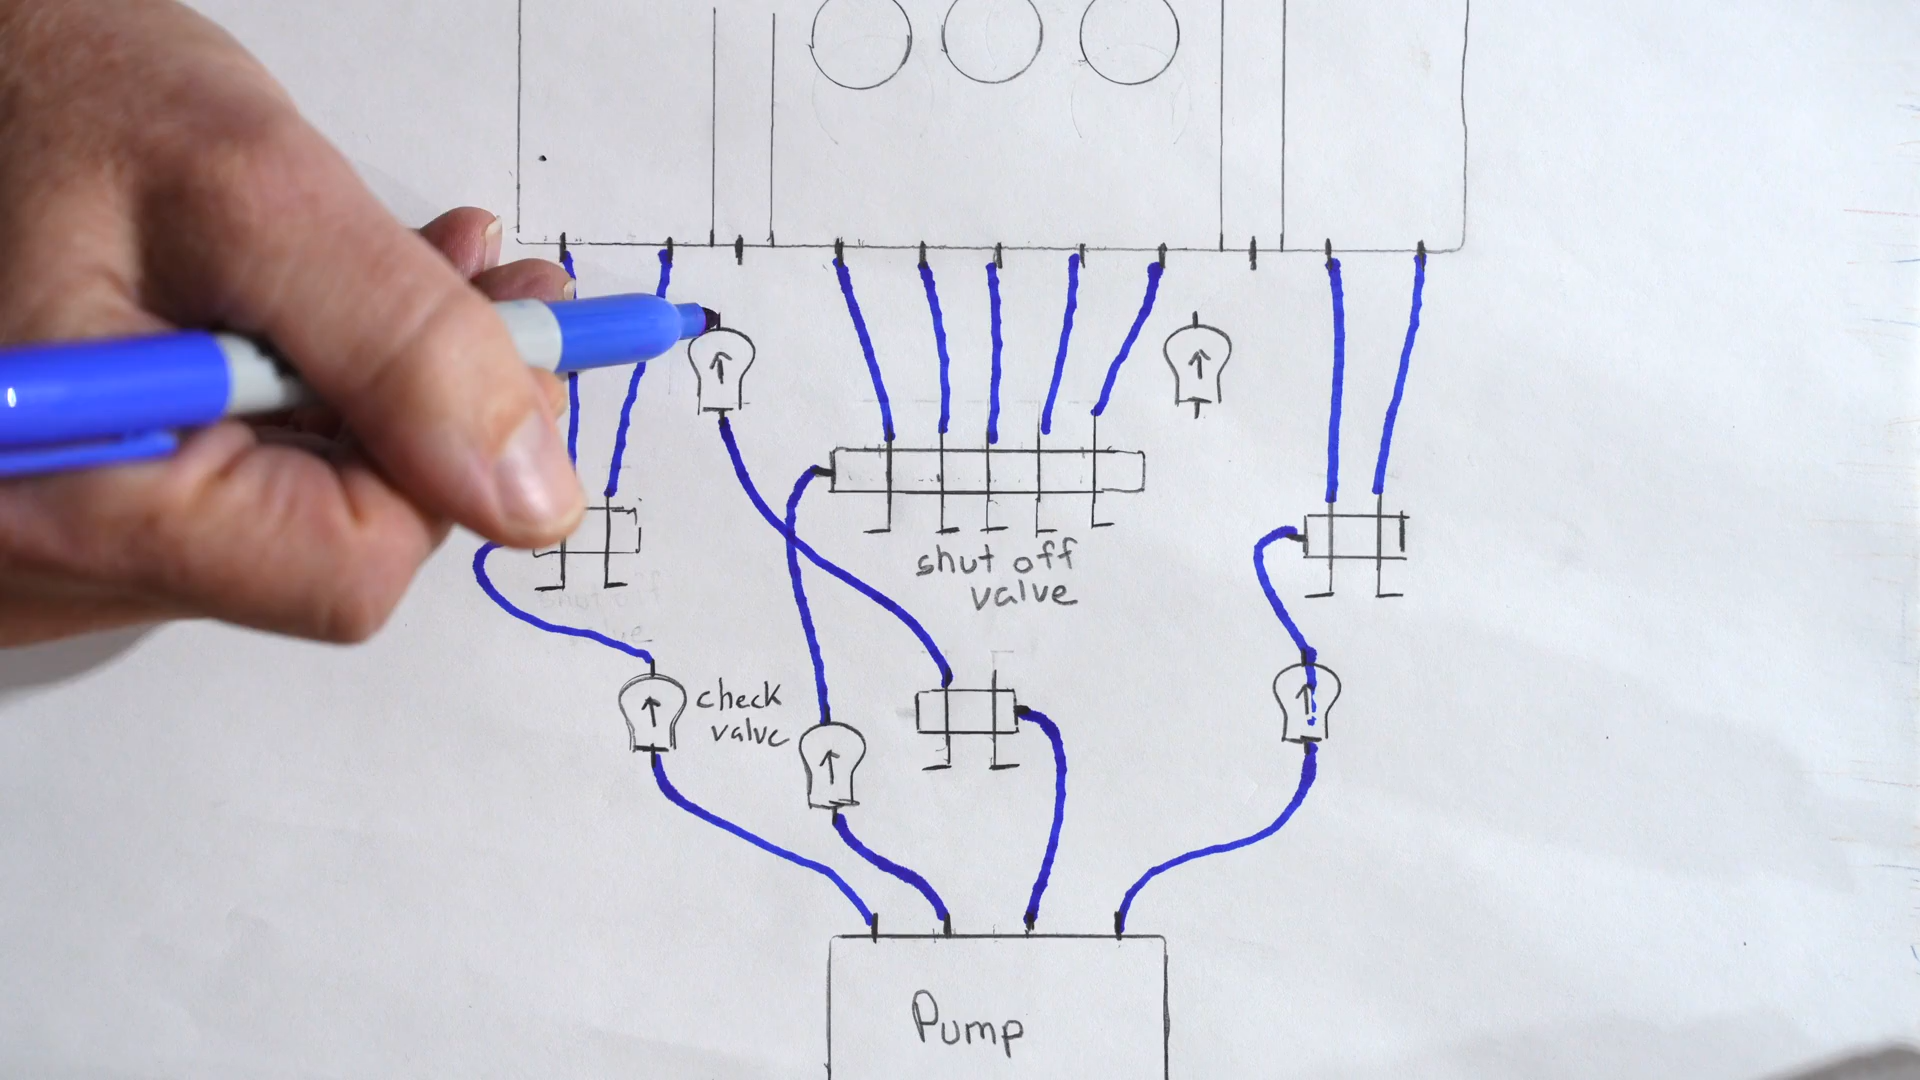 shut off
valve
check
valve
Pump